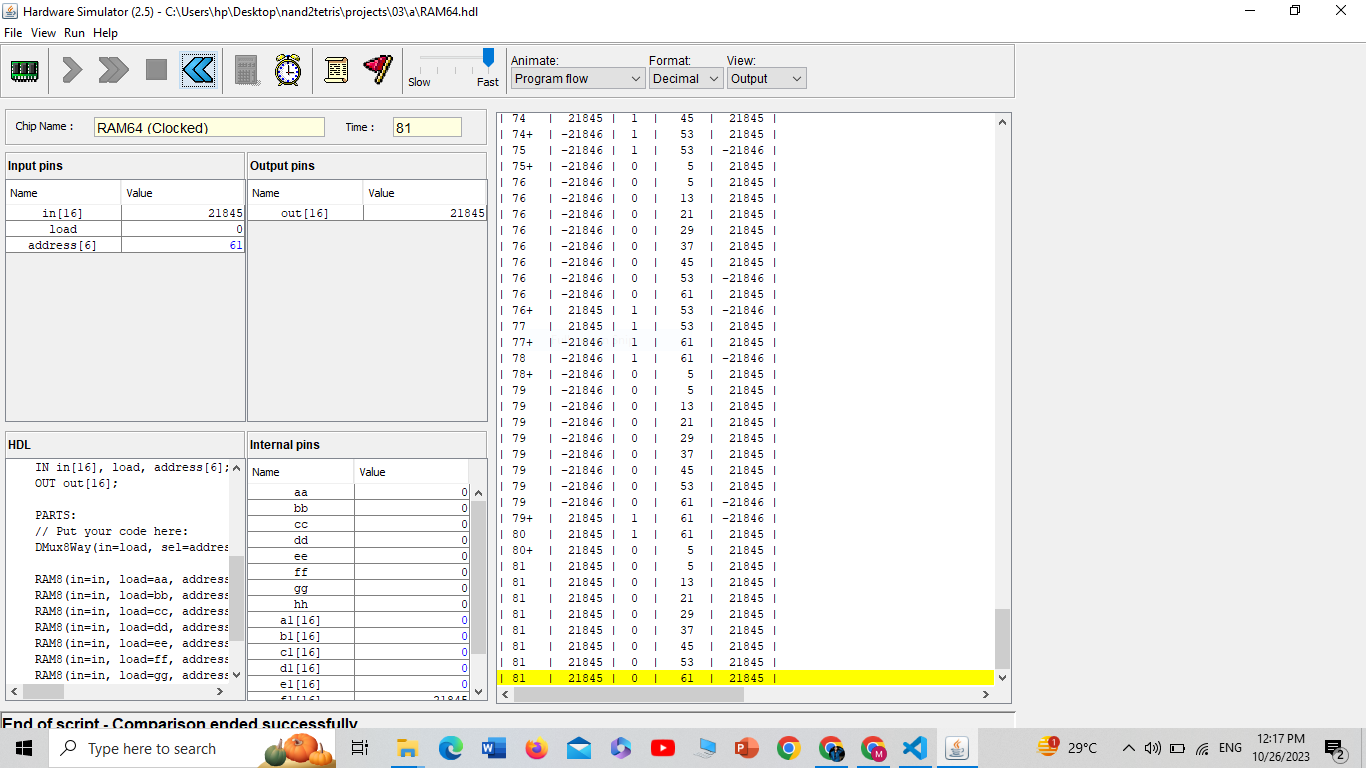 Hardware Simulator (2.5) - C:\Users\hp\Desktop\nand2tetris\projects\03\a\RAM64.hdl
File View Run Help
Slow Fast
Animate: Format: View:
Program flow Decimal Output
Chip Name : RAM64 (Clocked) Time : 81
Input pins
Name Value
in[16] 21845
load 0
address[6] 61
Output pins
Name Value
out[16] 21845
HDL
IN in[16], load, address[6];
OUT out[16];
PARTS:
// Put your code here:
DMux8Way(in=load, sel=addres
RAM8(in=in, load=aa, address
RAM8(in=in, load=bb, address
RAM8(in=in, load=cc, address
RAM8(in=in, load=dd, address
RAM8(in=in, load=ee, address
RAM8(in=in, load=ff, address
RAM8(in=in, load=gg, address
Internal pins
Name Value
aa 0
bb 0
cc 0
dd 0
ee 0
ff 0
gg 0
hh 0
a1[16] 0
b1[16] 0
c1[16] 0
d1[16] 0
e1[16] 0
f1[16] 21845
| 74 | 21845 | 1 | 45 | 21845 |
| 74+ | -21846 | 1 | 53 | 21845 |
| 75 | -21846 | 1 | 53 | -21846 |
| 75+ | -21846 | 0 | 5 | 21845 |
| 76 | -21846 | 0 | 5 | 21845 |
| 76 | -21846 | 0 | 13 | 21845 |
| 76 | -21846 | 0 | 21 | 21845 |
| 76 | -21846 | 0 | 29 | 21845 |
| 76 | -21846 | 0 | 37 | 21845 |
| 76 | -21846 | 0 | 45 | 21845 |
| 76 | -21846 | 0 | 53 | -21846 |
| 76 | -21846 | 0 | 61 | 21845 |
| 76+ | 21845 | 1 | 53 | -21846 |
| 77 | 21845 | 1 | 53 | 21845 |
| 77+ | -21846 | 1 | 61 | 21845 |
| 78 | -21846 | 1 | 61 | -21846 |
| 78+ | -21846 | 0 | 5 | 21845 |
| 79 | -21846 | 0 | 5 | 21845 |
| 79 | -21846 | 0 | 13 | 21845 |
| 79 | -21846 | 0 | 21 | 21845 |
| 79 | -21846 | 0 | 29 | 21845 |
| 79 | -21846 | 0 | 37 | 21845 |
| 79 | -21846 | 0 | 45 | 21845 |
| 79 | -21846 | 0 | 53 | 21845 |
| 79 | -21846 | 0 | 61 | -21846 |
| 79+ | 21845 | 1 | 61 | -21846 |
| 80 | 21845 | 1 | 61 | 21845 |
| 80+ | 21845 | 0 | 5 | 21845 |
| 81 | 21845 | 0 | 5 | 21845 |
| 81 | 21845 | 0 | 13 | 21845 |
| 81 | 21845 | 0 | 21 | 21845 |
| 81 | 21845 | 0 | 29 | 21845 |
| 81 | 21845 | 0 | 37 | 21845 |
| 81 | 21845 | 0 | 45 | 21845 |
| 81 | 21845 | 0 | 53 | 21845 |
| 81 | 21845 | 0 | 61 | 21845 |
End of script - Comparison ended successfully
Type here to search
1
29°C
ENG
12:17 PM
10/26/2023
2